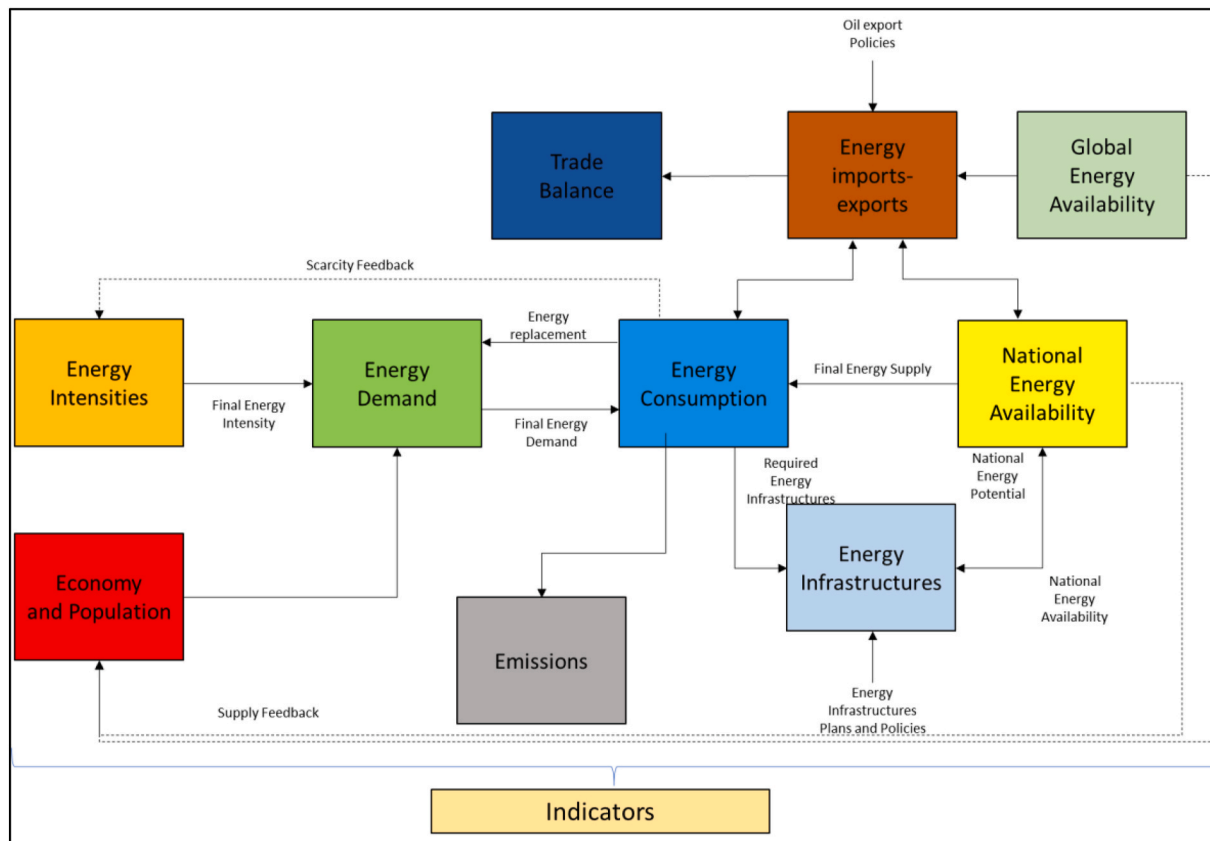 Oil export
Policies
Trade
Balance
Energy
imports-
exports
Global
Energy
Availability
Scarcity Feedback
Energy
replacement
Energy
Intensities
Final Energy
Intensity
Energy
Demand
Final Energy
Demand
Energy
Consumption
Final Energy Supply
National
Energy
Availability
Required
Energy
Infrastructures
National
Energy
Potential
Economy
and Population
Emissions
Energy
Infrastructures
National
Energy
Availability
Supply Feedback
Energy
Infrastructures
Plans and Policies
Indicators